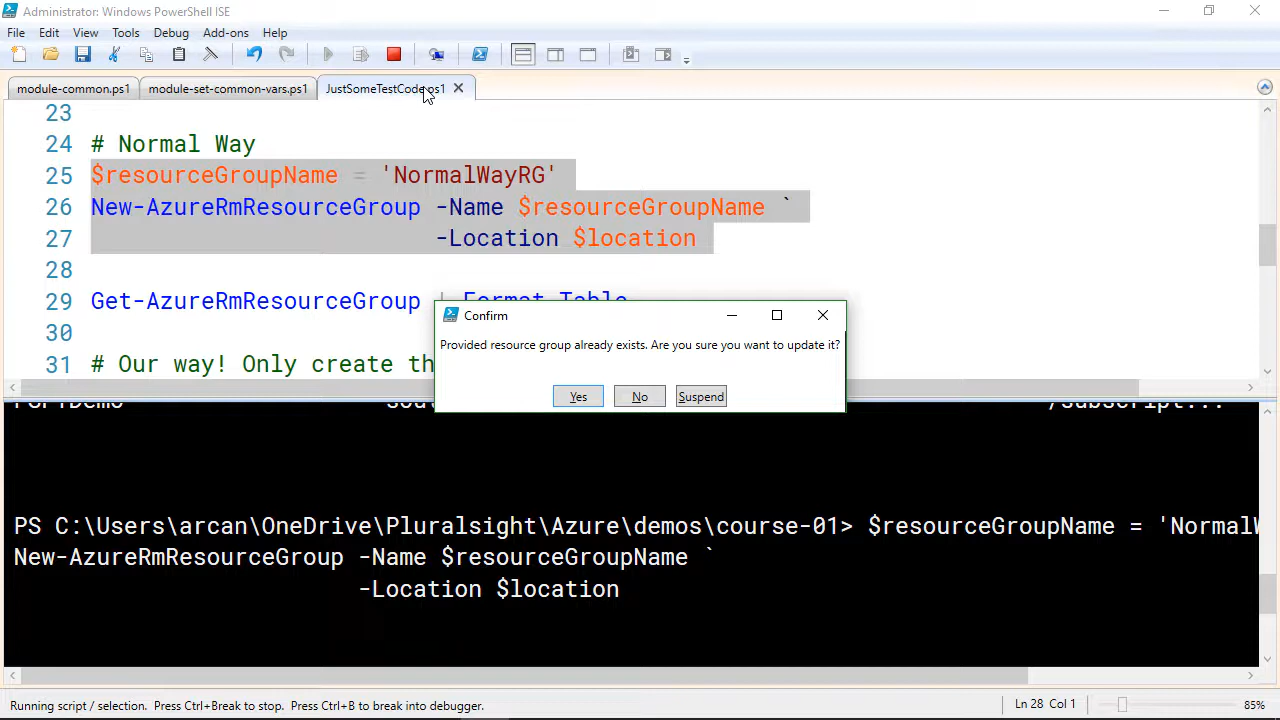 Administrator: Windows PowerShell ISE
File Edit View Tools Debug Add-ons Help
module-common.ps1 module-set-common-vars.ps1 JustSomeTestCode.ps1
23
24 # Normal Way
25 $resourceGroupName = 'NormalWayRG'
26 New-AzureRmResourceGroup -Name $resourceGroupName `
27 -Location $location
28
29 Get-AzureRmResourceGroup | Format-Table
30
31 # Our way! Only create th
Confirm
Provided resource group already exists. Are you sure you want to update it?
Yes No Suspend
/subscript...
PS C:\Users\arcan\OneDrive\Pluralsight\Azure\demos\course-01> $resourceGroupName = 'NormalW
New-AzureRmResourceGroup -Name $resourceGroupName `
-Location $location
Running script / selection. Press Ctrl+Break to stop. Press Ctrl+B to break into debugger. Ln 28 Col 1 85%